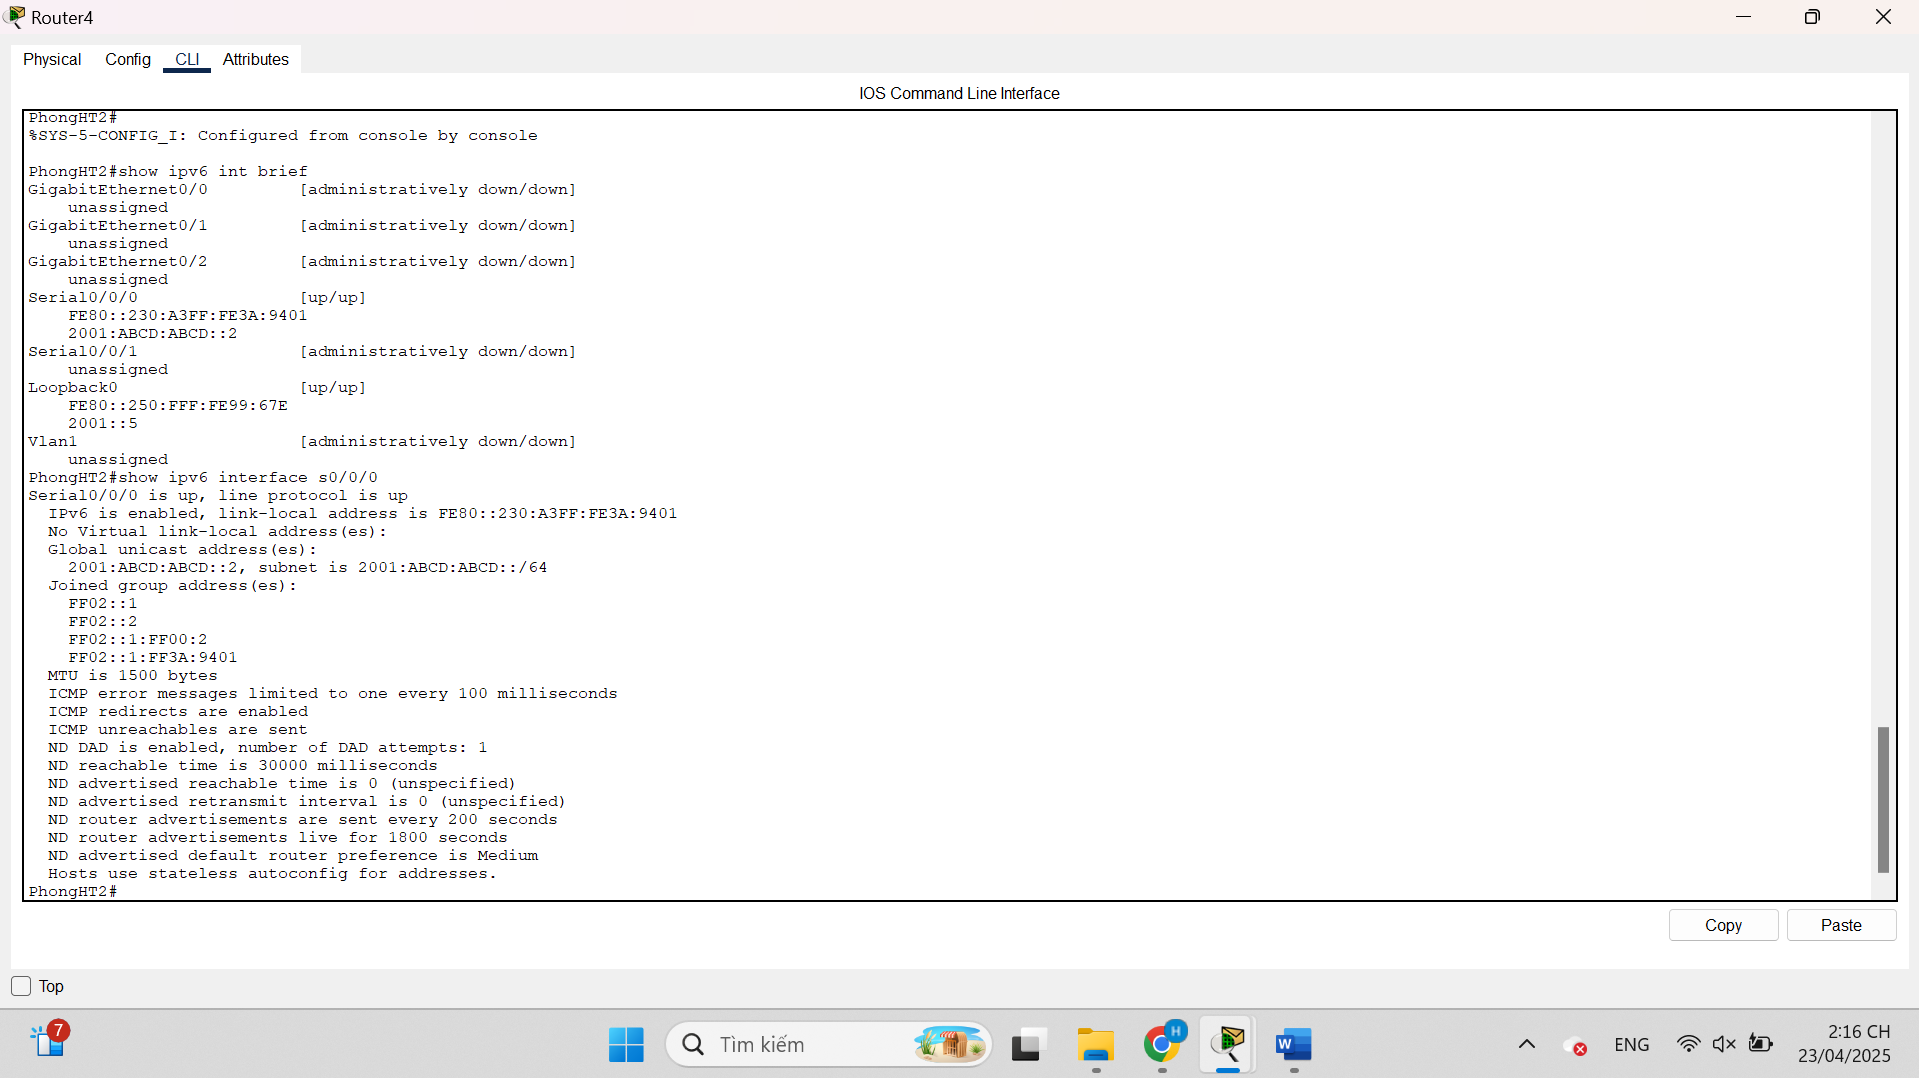 Router4
Physical Config CLI Attributes
IOS Command Line Interface
PhongHT2#
%SYS-5-CONFIG_I: Configured from console by console
PhongHT2#show ipv6 int brief
GigabitEthernet0/0 [administratively down/down]
unassigned
GigabitEthernet0/1 [administratively down/down]
unassigned
GigabitEthernet0/2 [administratively down/down]
unassigned
Serial0/0/0 [up/up]
FE80::230:A3FF:FE3A:9401
2001:ABCD:ABCD::2
Serial0/0/1 [administratively down/down]
unassigned
Loopback0 [up/up]
FE80::250:FFF:FE99:67E
2001::5
Vlan1 [administratively down/down]
unassigned
PhongHT2#show ipv6 interface s0/0/0
Serial0/0/0 is up, line protocol is up
IPv6 is enabled, link-local address is FE80::230:A3FF:FE3A:9401
No Virtual link-local address(es):
Global unicast address(es):
2001:ABCD:ABCD::2, subnet is 2001:ABCD:ABCD::/64
Joined group address(es):
FF02::1
FF02::2
FF02::1:FF00:2
FF02::1:FF3A:9401
MTU is 1500 bytes
ICMP error messages limited to one every 100 milliseconds
ICMP redirects are enabled
ICMP unreachables are sent
ND DAD is enabled, number of DAD attempts: 1
ND reachable time is 30000 milliseconds
ND advertised reachable time is 0 (unspecified)
ND advertised retransmit interval is 0 (unspecified)
ND router advertisements are sent every 200 seconds
ND router advertisements live for 1800 seconds
ND advertised default router preference is Medium
Hosts use stateless autoconfig for addresses.
PhongHT2#
Copy Paste
Top
7
Tìm kiếm
H
W
ENG
2:16 CH
23/04/2025